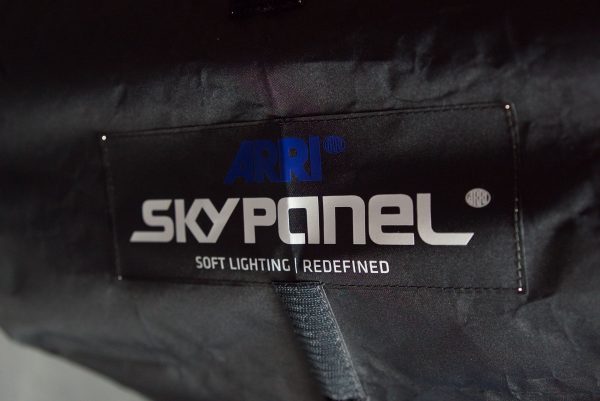 ARRI
SKYPANEL
SOFT LIGHTING | REDEFINED